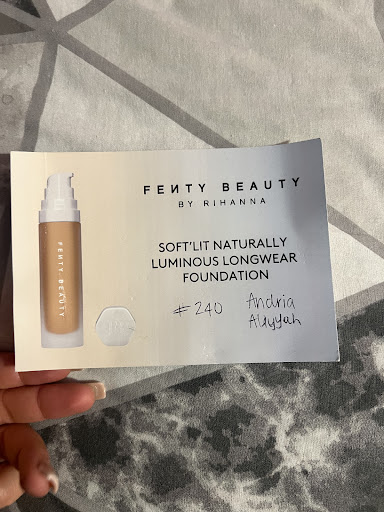 FENTY BEAUTY
BY RIHANNA
SOFT'LIT NATURALLY
LUMINOUS LONGWEAR
FOUNDATION
#240
Andria
Aliyyah
FENTY BEAUTY